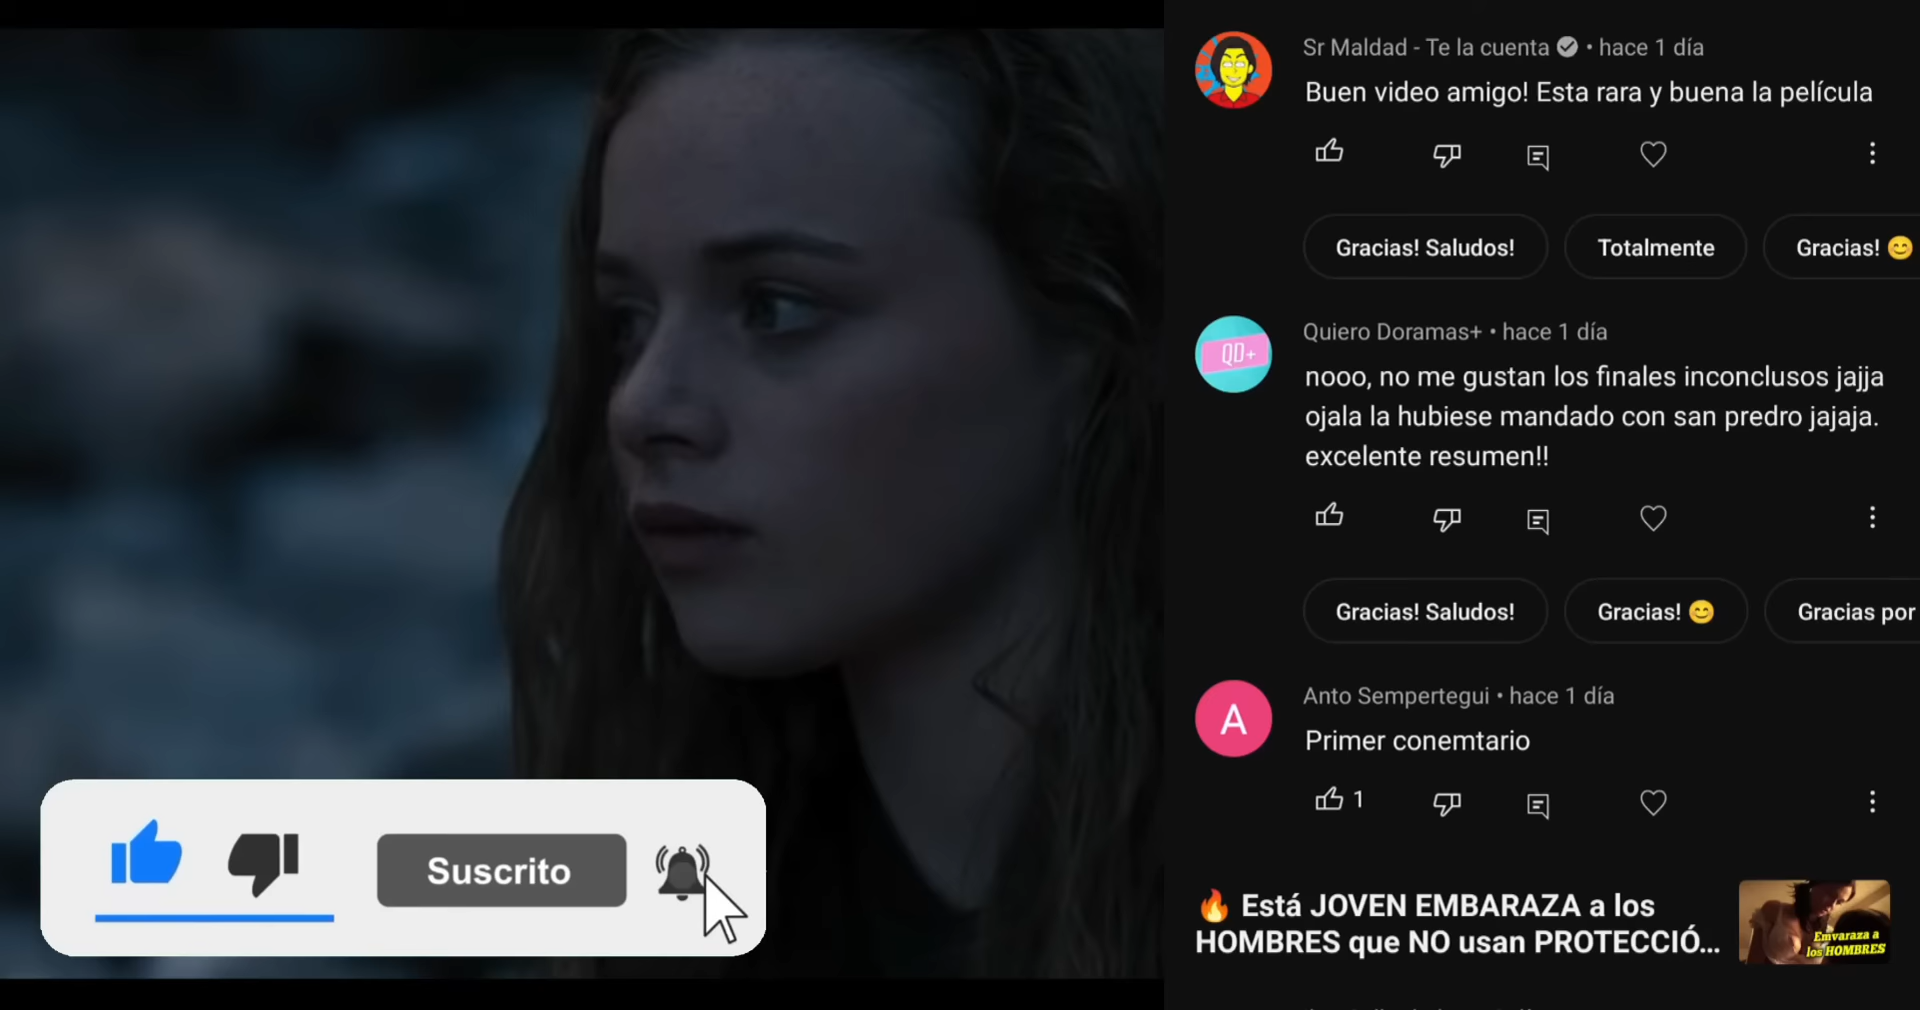 Suscrito
Sr Maldad - Te la cuenta • hace 1 día
Buen video amigo! Esta rara y buena la película
Gracias! Saludos!
Totalmente
Gracias! 😊
QD+
Quiero Doramas+ • hace 1 día
nooo, no me gustan los finales inconclusos jajja
ojala la hubiese mandado con san predro jajaja.
excelente resumen!!
Gracias! Saludos!
Gracias! 😊
Gracias por
A
Anto Sempertegui • hace 1 día
Primer conemtario
1
🔥 Está JOVEN EMBARAZA a los
HOMBRES que NO usan PROTECCIÓ...
Emvaraza a
los HOMBRES